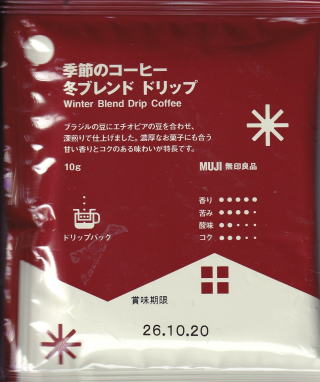 季節のコーヒー
冬ブレンド ドリップ
Winter Blend Drip Coffee
ブラジルの豆にエチオピアの豆を合わせ、
深煎りで仕上げました。濃厚なお菓子にも合う
甘い香りとコクのある味わいが特長です。
10g
MUJI 無印良品
香り ●●●●●
苦み ●●●●・
酸味 ●●・・・
コク ●●●●・
ドリップバック
賞味期限
26.10.20